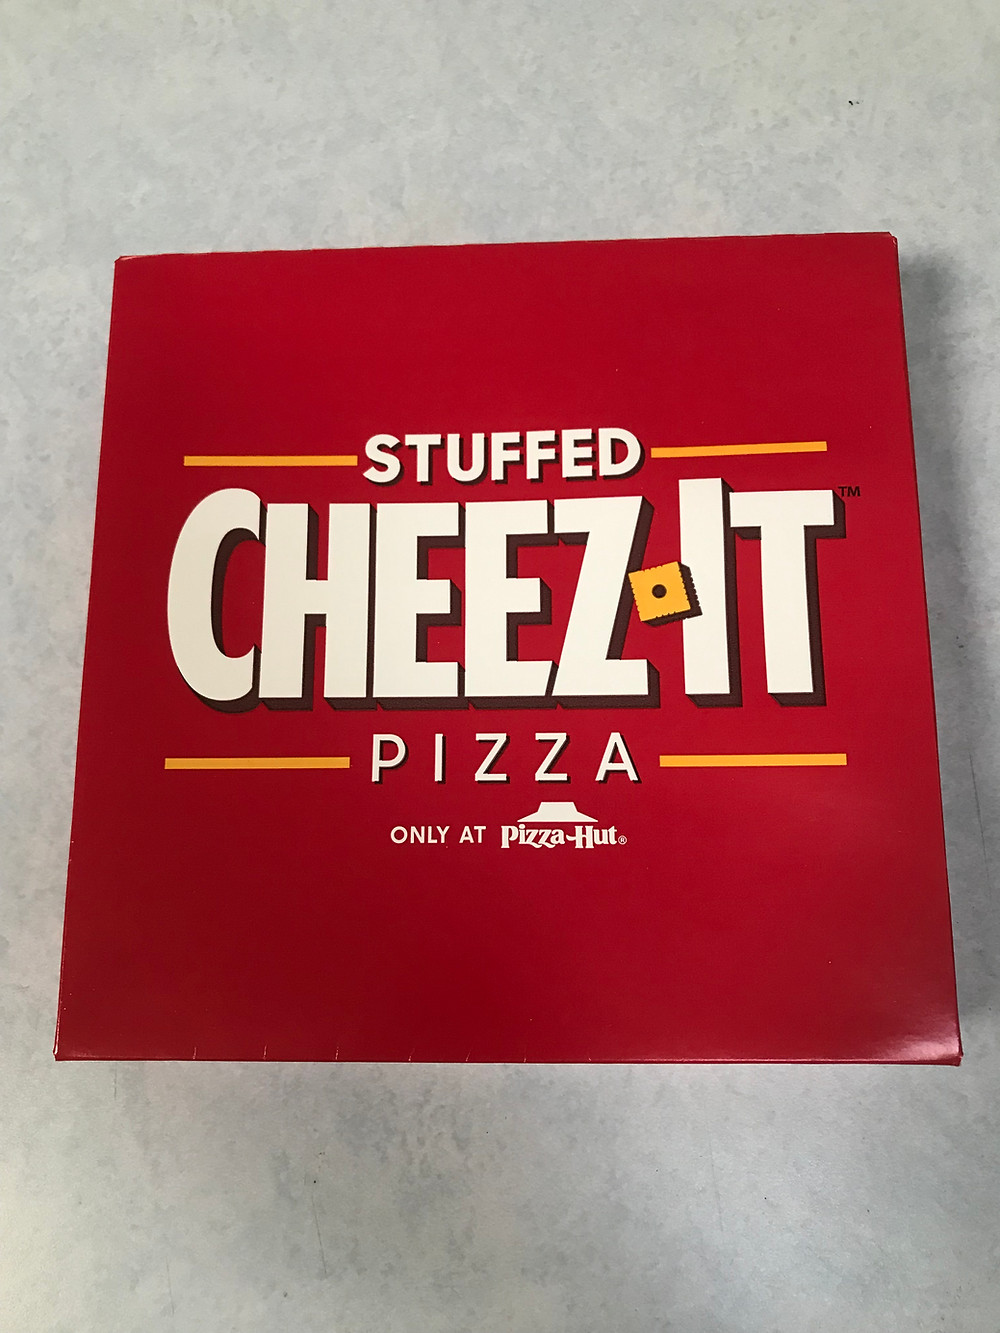 STUFFED
CHEEZ-IT™
PIZZA
ONLY AT Pizza Hut®